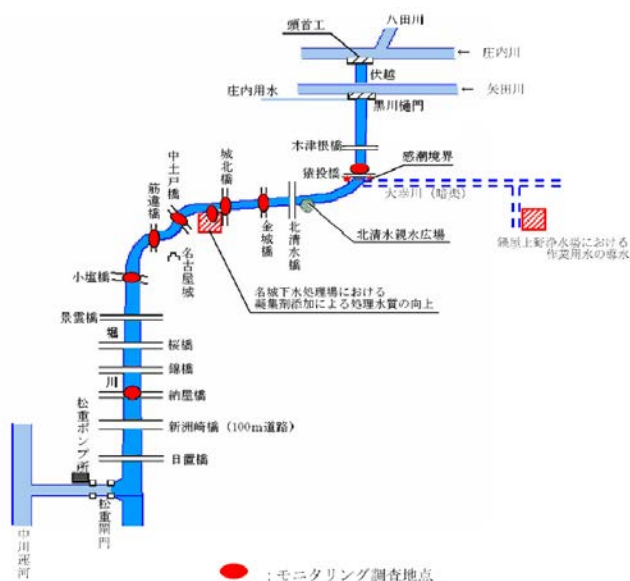 八田川
頭首工
← 庄内川
伏越
庄内用水
← 矢田川
黒川樋門
木津根橋
感潮境界
猿投橋
大幸川（暗渠）
鍋屋上野浄水場における
作業用水の導水
城北橋
中土戸橋
筋違橋
金城橋
北清水橋
北清水親水広場
名古屋城
小塩橋
名城下水処理場における
凝集剤添加による処理水質の向上
景雲橋
堀川
桜橋
錦橋
納屋橋
新洲崎橋（100m道路）
日置橋
松重ポンプ所
松重閘門
中川運河
：モニタリング調査地点